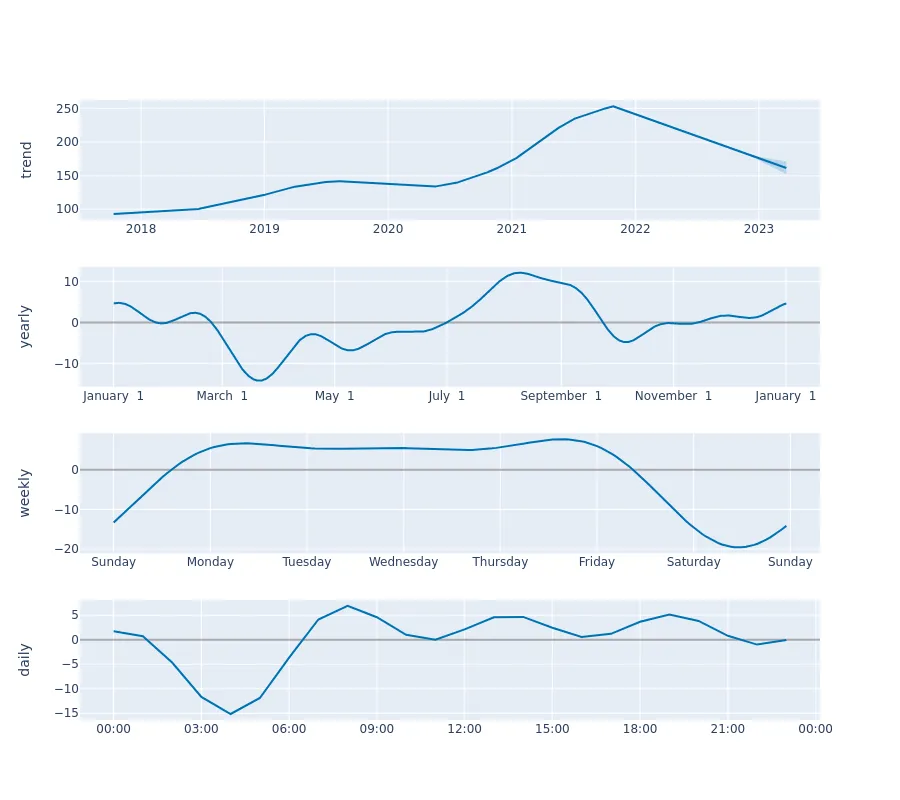 trend
250
200
150
100
2018 2019 2020 2021 2022 2023
yearly
10
0
−10
January 1 March 1 May 1 July 1 September 1 November 1 January 1
weekly
0
−10
−20
Sunday Monday Tuesday Wednesday Thursday Friday Saturday Sunday
daily
5
0
−5
−10
−15
00:00 03:00 06:00 09:00 12:00 15:00 18:00 21:00 00:00